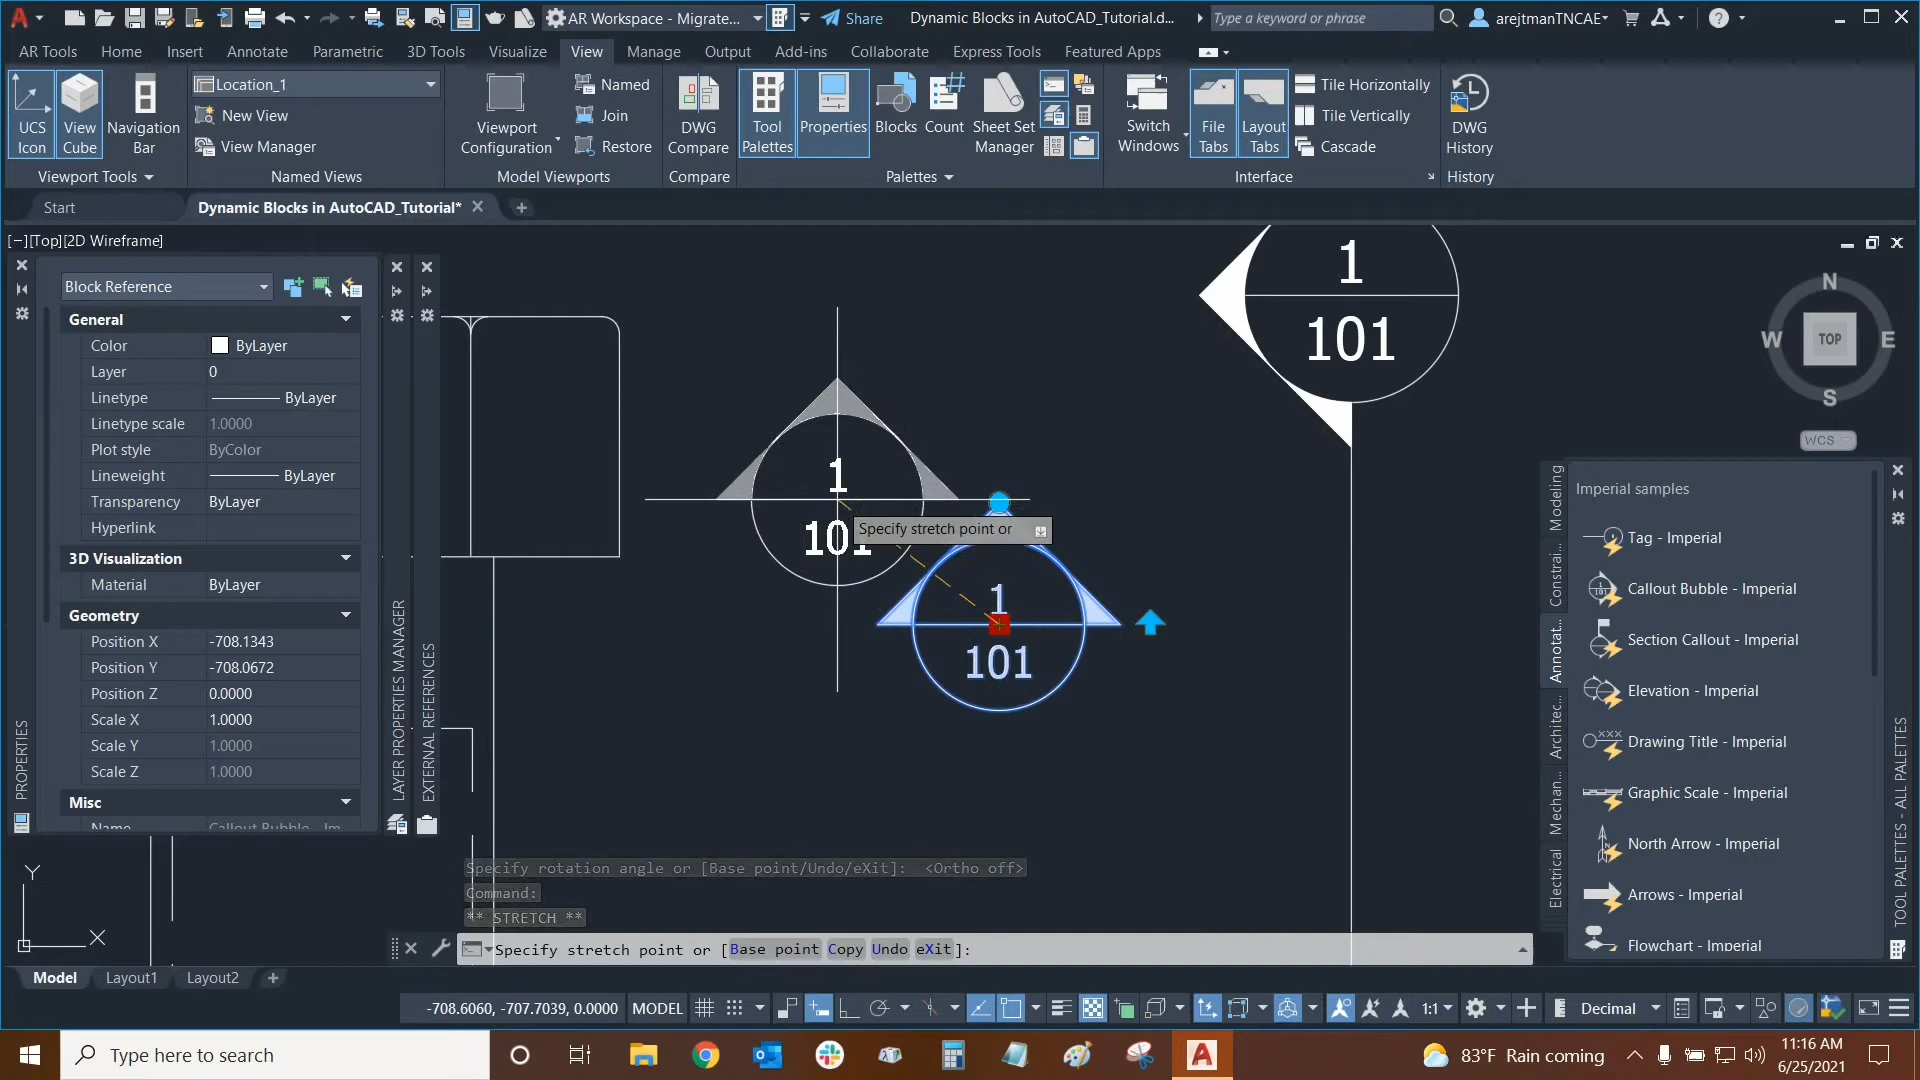 AR Workspace - Migrate...
Share
Dynamic Blocks in AutoCAD_Tutorial.d...
Type a keyword or phrase
arejtmanTNCAE
AR Tools
Home
Insert
Annotate
Parametric
3D Tools
Visualize
View
Manage
Output
Add-ins
Collaborate
Express Tools
Featured Apps
UCS
Icon
View
Cube
Navigation
Bar
Viewport Tools
Location_1
New View
View Manager
Named Views
Viewport
Configuration
Named
Join
Restore
Model Viewports
DWG
Compare
Compare
Tool
Palettes
Properties
Blocks
Count
Sheet Set
Manager
Palettes
Switch
Windows
File
Tabs
Layout
Tabs
Tile Horizontally
Tile Vertically
Cascade
Interface
DWG
History
History
Start
Dynamic Blocks in AutoCAD_Tutorial*
[−][Top][2D Wireframe]
Block Reference
General
Color ByLayer
Layer 0
Linetype ByLayer
Linetype scale 1.0000
Plot style ByColor
Lineweight ByLayer
Transparency ByLayer
Hyperlink
3D Visualization
Material ByLayer
Geometry
Position X -708.1343
Position Y -708.0672
Position Z 0.0000
Scale X 1.0000
Scale Y 1.0000
Scale Z 1.0000
Misc
Name Callout Bubble - Im
PROPERTIES
LAYER PROPERTIES MANAGER
EXTERNAL REFERENCES
1
101
1
101
1
101
Specify stretch point or
N
W
TOP
E
S
WCS
Modeling
Constrai...
Annotat...
Architec...
Mechan...
Electrical
Imperial samples
Tag - Imperial
Callout Bubble - Imperial
Section Callout - Imperial
Elevation - Imperial
Drawing Title - Imperial
Graphic Scale - Imperial
North Arrow - Imperial
Arrows - Imperial
Flowchart - Imperial
TOOL PALETTES - ALL PALETTES
Y
X
Specify rotation angle or [Base point/Undo/eXit]: <Ortho off>
Command:
** STRETCH **
Specify stretch point or [Base point Copy Undo eXit]:
Model
Layout1
Layout2
-708.6060, -707.7039, 0.0000
MODEL
1:1
Decimal
Type here to search
83°F Rain coming
11:16 AM
6/25/2021